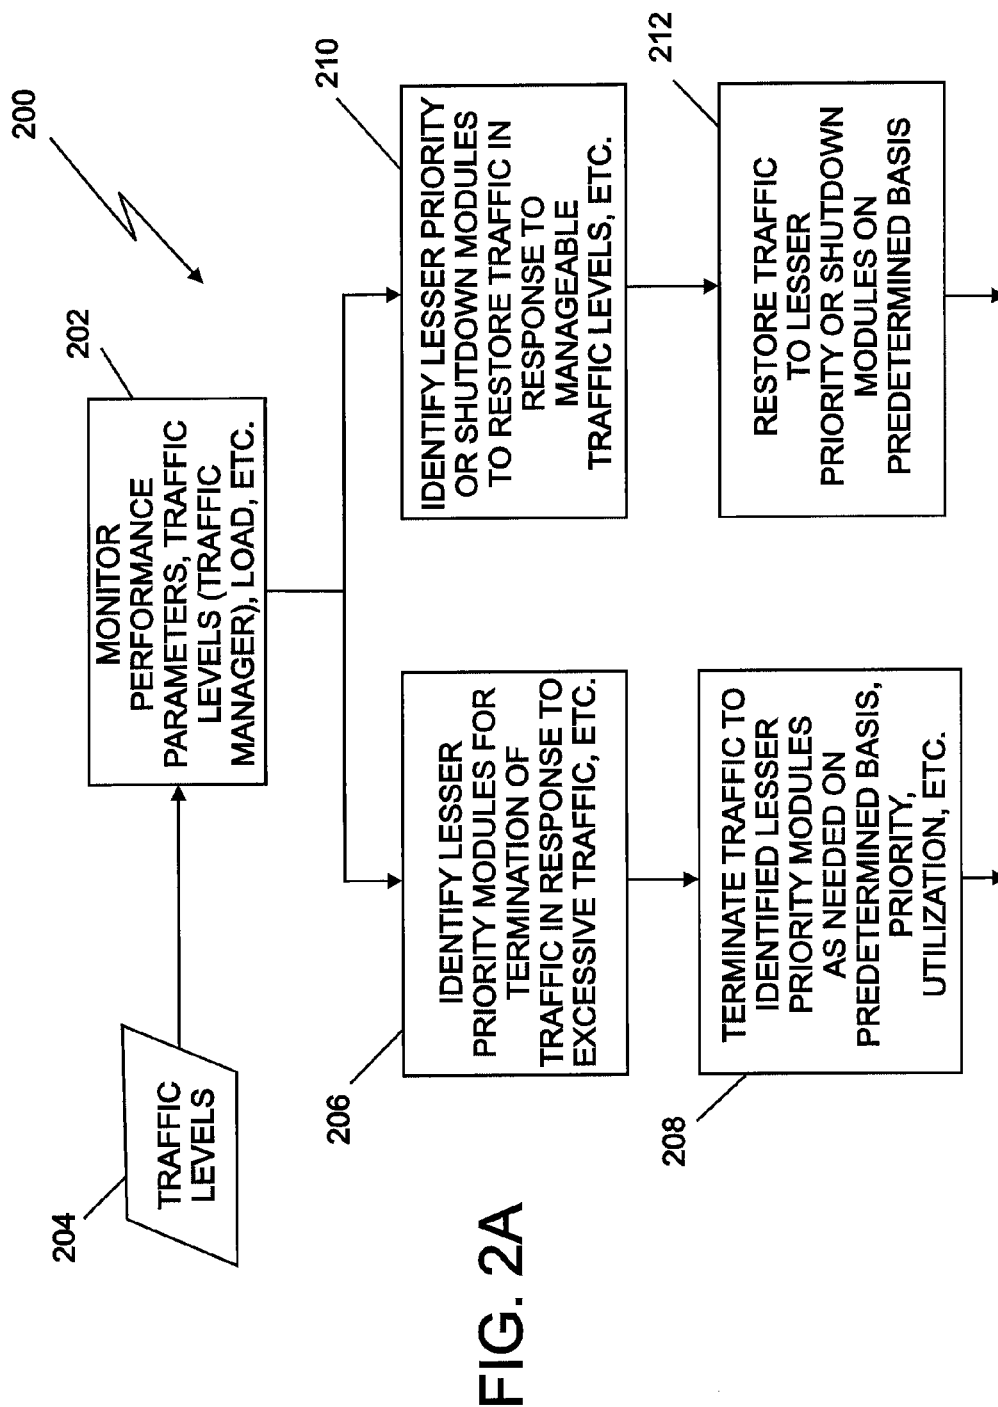 200
202
MONITOR
PERFORMANCE
PARAMETERS, TRAFFIC
LEVELS (TRAFFIC
MANAGER), LOAD, ETC.
204
TRAFFIC
LEVELS
206
IDENTIFY LESSER
PRIORITY MODULES FOR
TERMINATION OF
TRAFFIC IN RESPONSE TO
EXCESSIVE TRAFFIC, ETC.
210
IDENTIFY LESSER PRIORITY
OR SHUTDOWN MODULES
TO RESTORE TRAFFIC IN
RESPONSE TO
MANAGEABLE
TRAFFIC LEVELS, ETC.
208
TERMINATE TRAFFIC TO
IDENTIFIED LESSER
PRIORITY MODULES
AS NEEDED ON
PREDETERMINED BASIS,
PRIORITY,
UTILIZATION, ETC.
212
RESTORE TRAFFIC
TO LESSER
PRIORITY OR SHUTDOWN
MODULES ON
PREDETERMINED BASIS
FIG. 2A